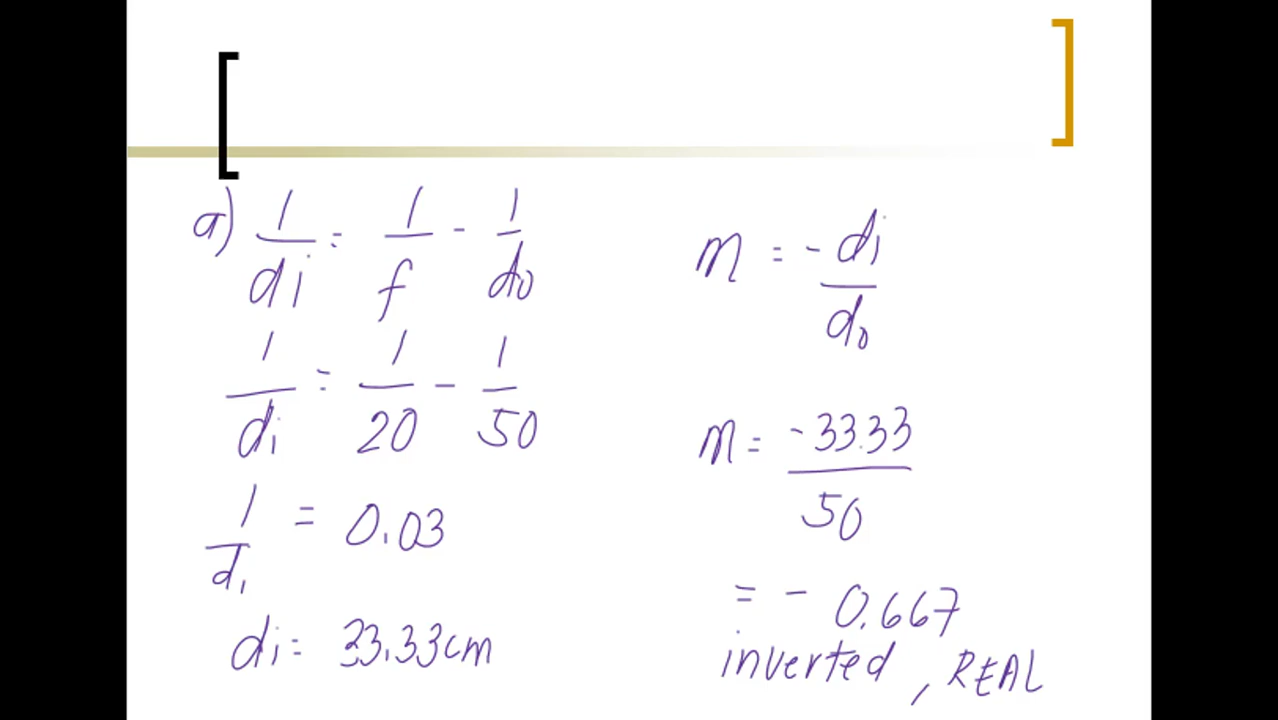 a) 1/di = 1/f - 1/do
1/di = 1/20 - 1/50
1/di = 0.03
di = 33.33cm
m = -di/do
m = -33.33/50
= - 0.667
inverted, REAL